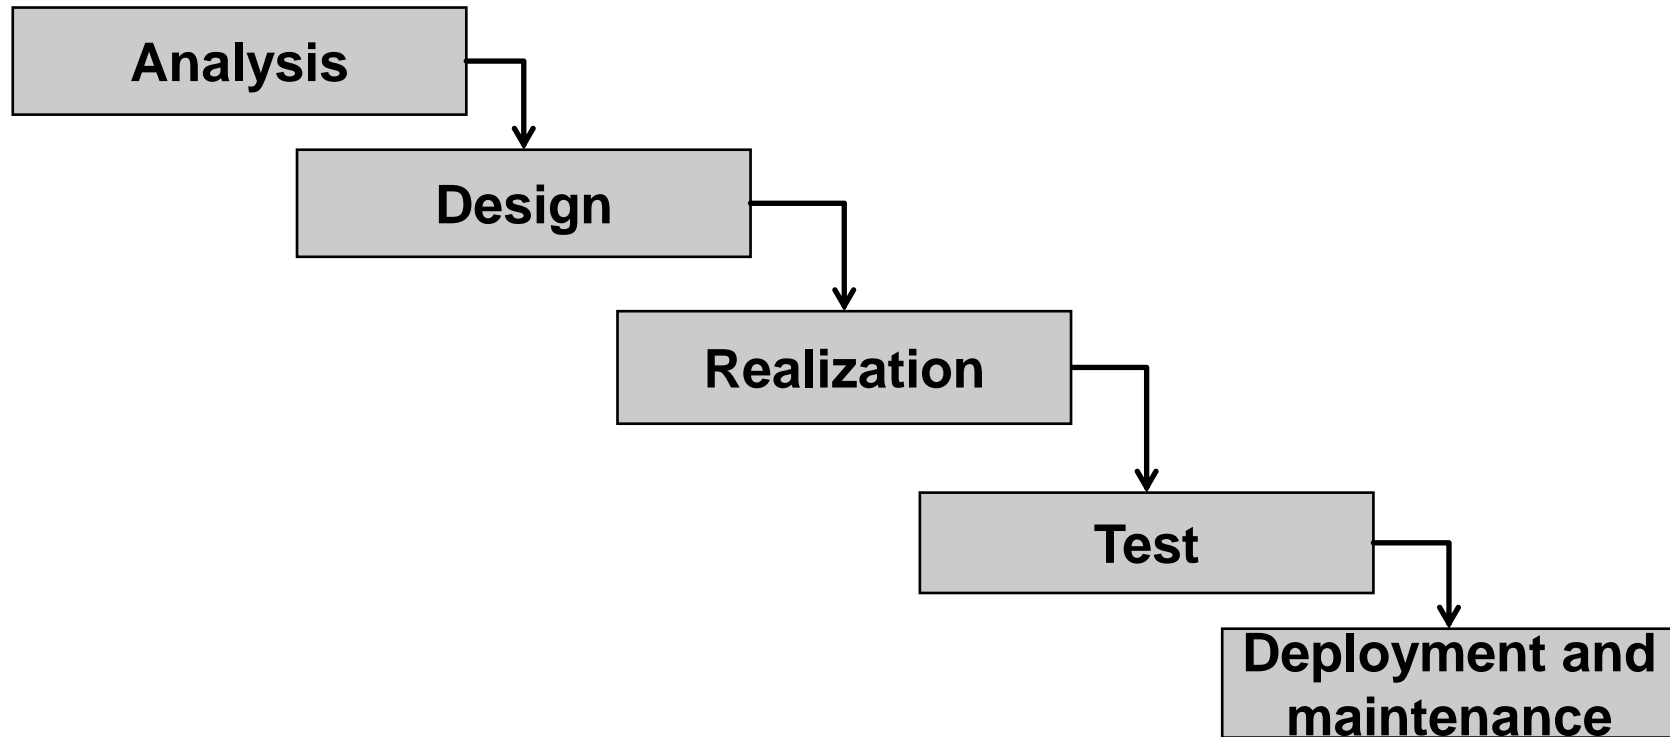 Analysis
Design
Realization
Test
Deployment and
maintenance